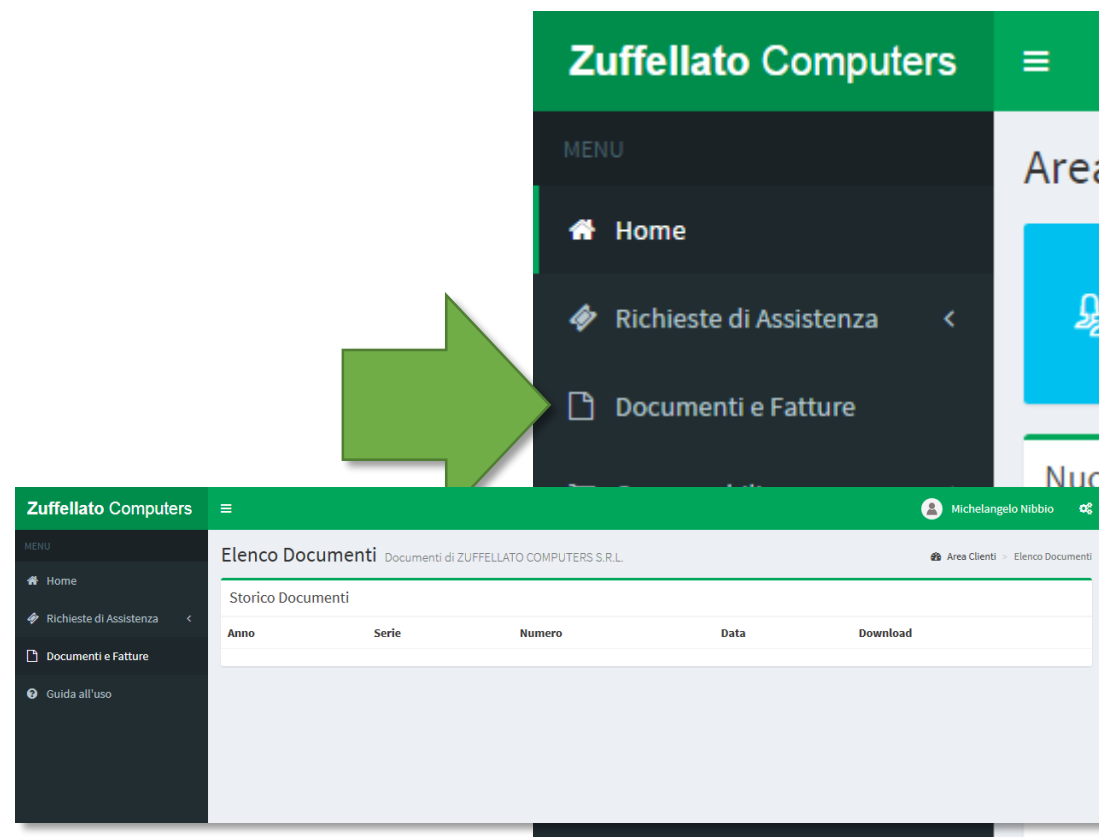 Zuffellato Computers
MENU
Home
Richieste di Assistenza
Documenti e Fatture
Zuffellato Computers
Michelangelo Nibbio
MENU
Home
Richieste di Assistenza
Documenti e Fatture
Guida all'uso
Elenco Documenti Documenti di ZUFFELLATO COMPUTERS S.R.L.
Area Clienti > Elenco Documenti
Storico Documenti
Anno Serie Numero Data Download